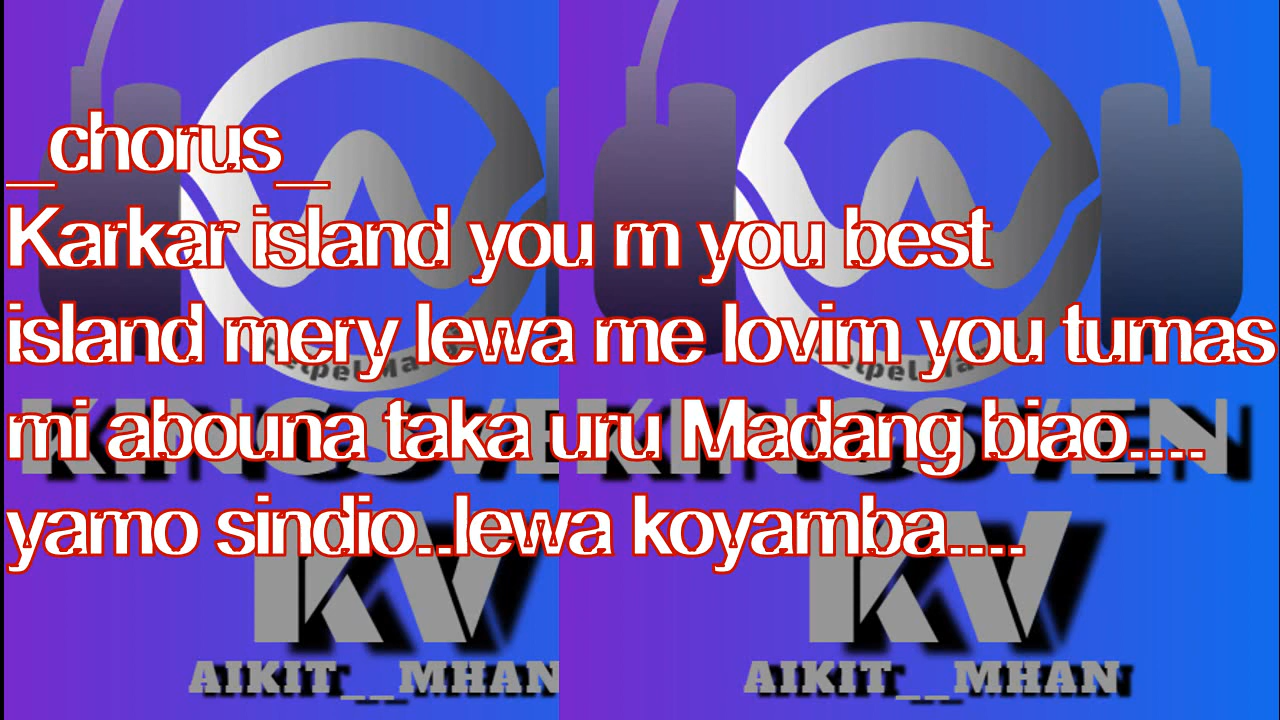 _chorus_
Karkar island you m you best
island mery lewa me lovim you tumas
mi abouna taka uru Madang biao....
yamo sindio..lewa koyamba....
KINGSVE KINGSVEN
KV KV
AIKIT__MHAN AIKIT__MHAN